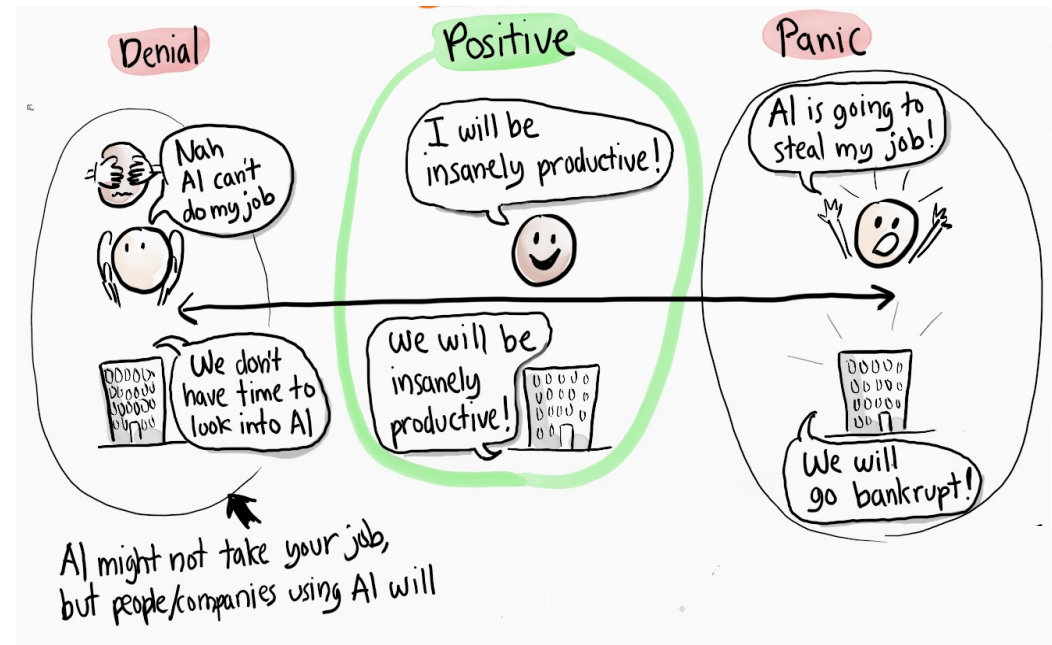 Denial
Positive
Panic
Nah
AI can't
do my job
I will be
insanely productive!
AI is going to
steal my job!
We don't
have time to
look into AI
We will be
insanely
productive!
We will
go bankrupt!
AI might not take your job,
but people/companies using AI will